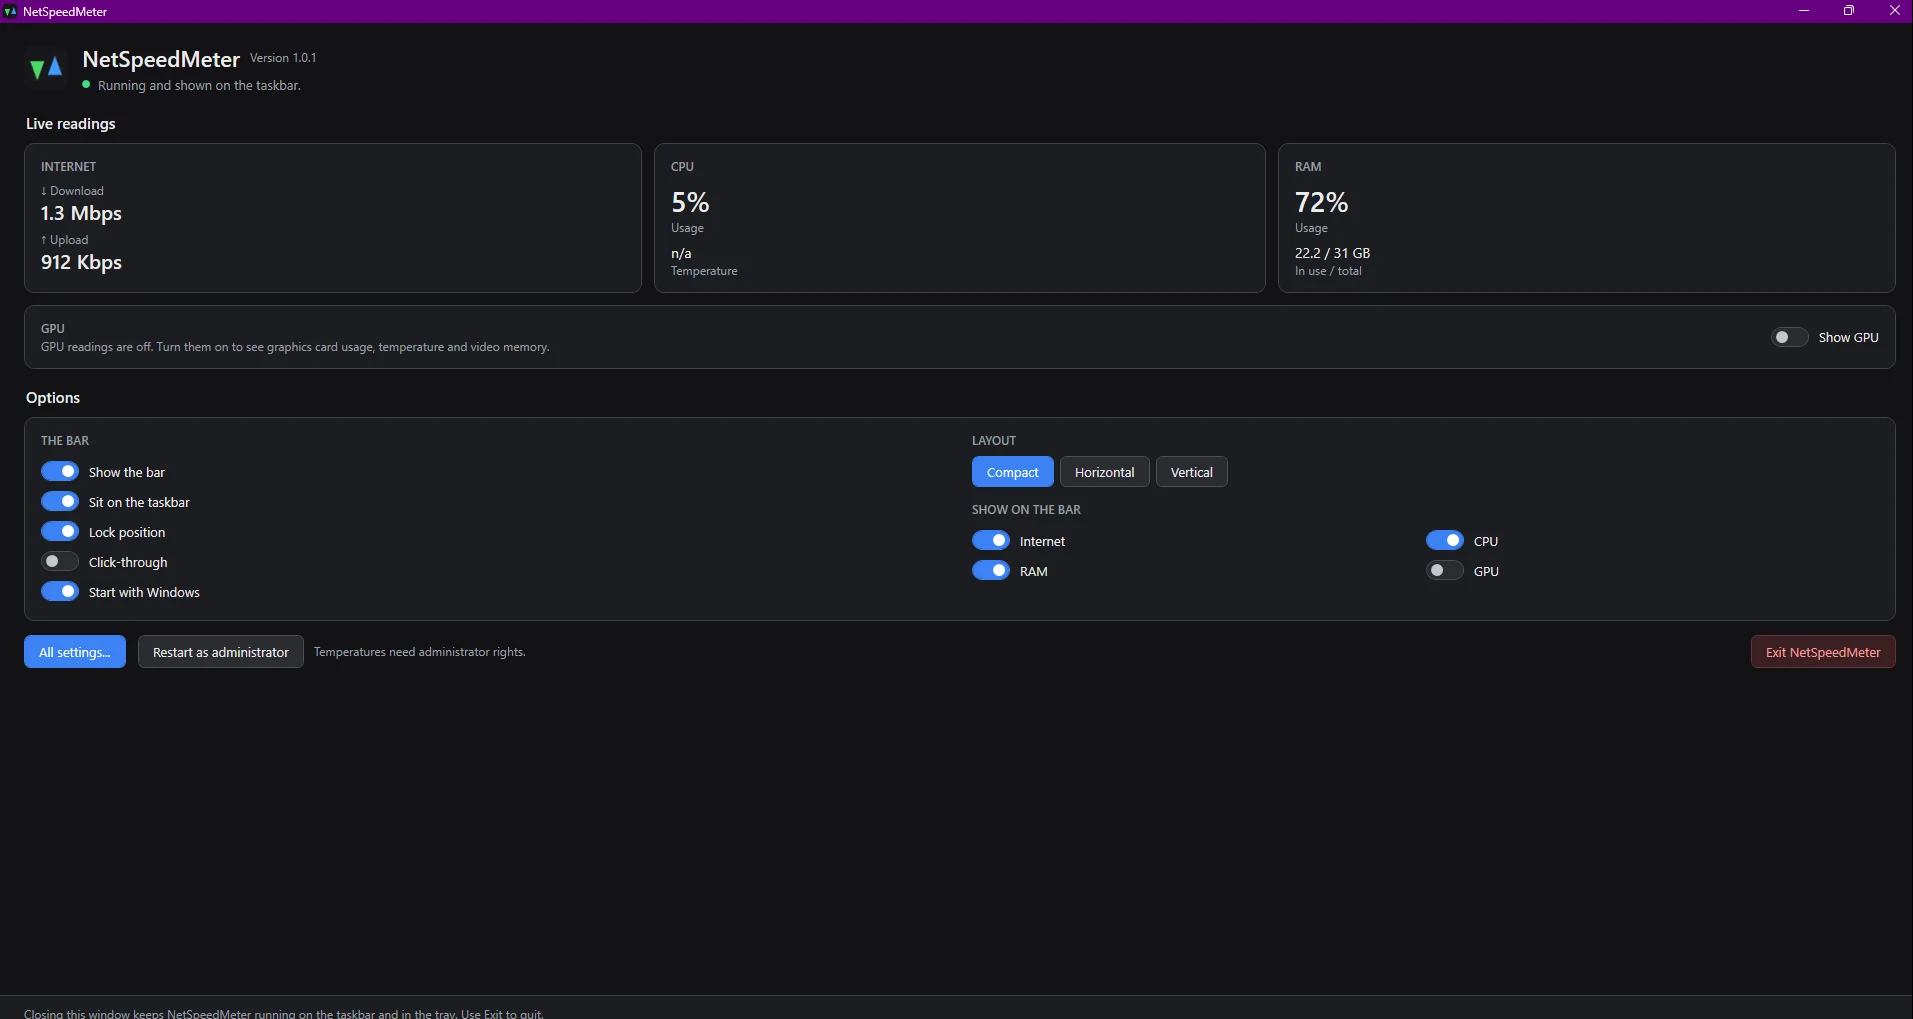 NetSpeedMeter
NetSpeedMeter Version 1.0.1
Running and shown on the taskbar.
Live readings
INTERNET
↓ Download
1.3 Mbps
↑ Upload
912 Kbps
CPU
5%
Usage
n/a
Temperature
RAM
72%
Usage
22.2 / 31 GB
In use / total
GPU
GPU readings are off. Turn them on to see graphics card usage, temperature and video memory.
Show GPU
Options
THE BAR
Show the bar
Sit on the taskbar
Lock position
Click-through
Start with Windows
LAYOUT
Compact Horizontal Vertical
SHOW ON THE BAR
Internet CPU
RAM GPU
All settings... Restart as administrator Temperatures need administrator rights. Exit NetSpeedMeter
Closing this window keeps NetSpeedMeter running on the taskbar and in the tray. Use Exit to quit.